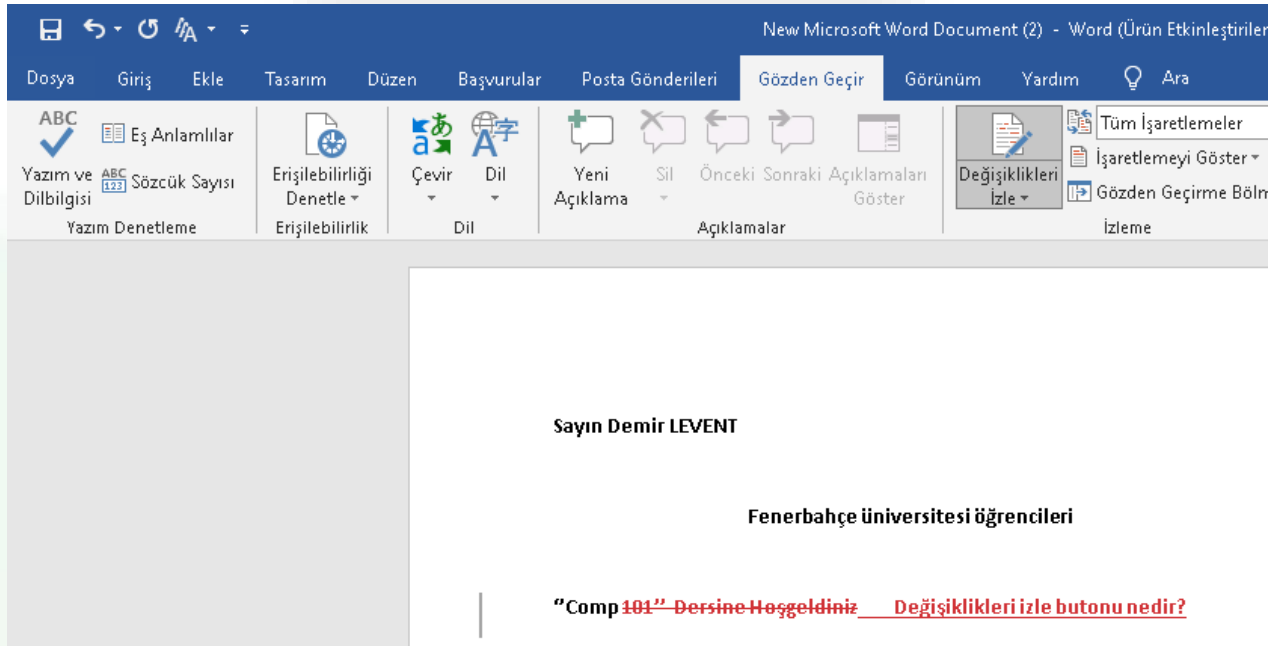 New Microsoft Word Document (2) - Word (Ürün Etkinleştiriler
Dosya Giriş Ekle Tasarım Düzen Başvurular Posta Gönderileri Gözden Geçir Görünüm Yardım Ara
ABC
Yazım ve Dilbilgisi
Eş Anlamlılar
ABC 123 Sözcük Sayısı
Erişilebilirliği Denetle
Çevir
Dil
Yeni Açıklama
Sil
Önceki
Sonraki
Açıklamaları Göster
Değişiklikleri İzle
Tüm İşaretlemeler
İşaretlemeyi Göster
Gözden Geçirme Bölm
Yazım Denetleme Erişilebilirlik Dil Açıklamalar İzleme
Sayın Demir LEVENT
Fenerbahçe üniversitesi öğrencileri
‘’Comp 101’’ Dersine Hoşgeldiniz Değişiklikleri izle butonu nedir?